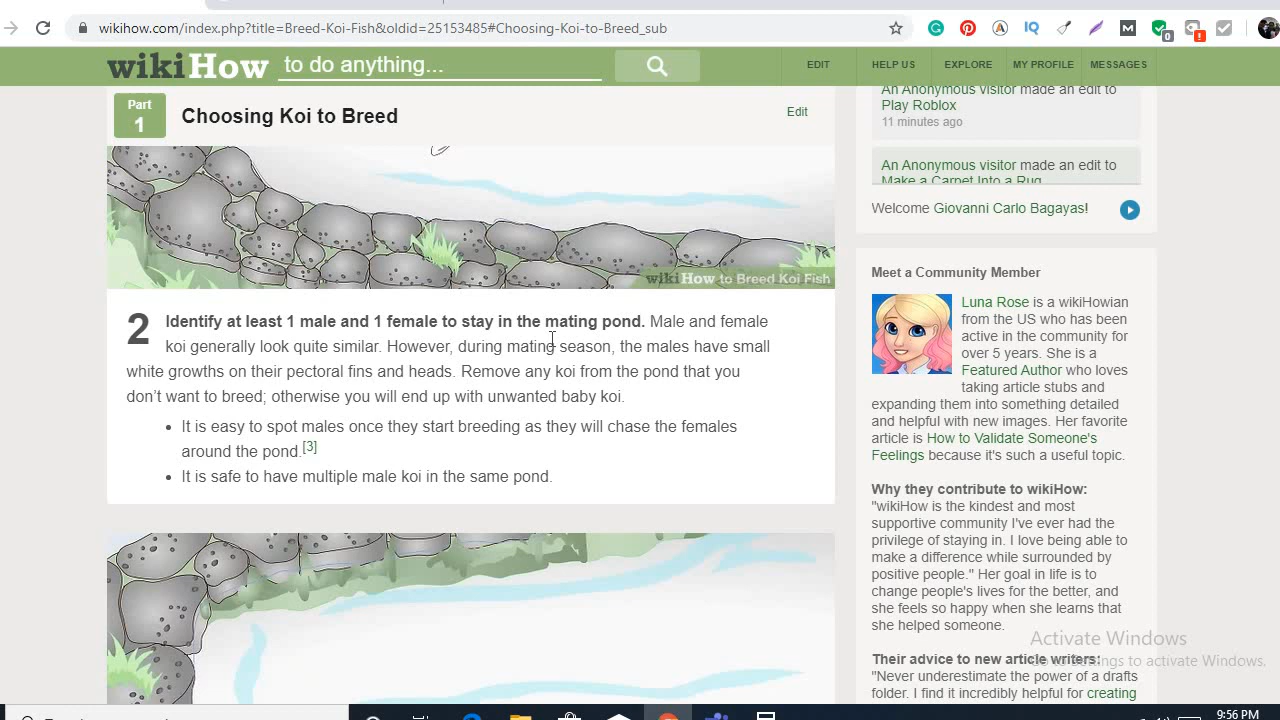 wikihow.com/index.php?title=Breed-Koi-Fish&oldid=25153485#Choosing-Koi-to-Breed_sub
0
wikiHow to do anything...
EDIT HELP US EXPLORE MY PROFILE MESSAGES
Part
1
Choosing Koi to Breed
Edit
wikiHow to Breed Koi Fish
2
Identify at least 1 male and 1 female to stay in the mating pond. Male and female
koi generally look quite similar. However, during mating season, the males have small
white growths on their pectoral fins and heads. Remove any koi from the pond that you
don't want to breed; otherwise you will end up with unwanted baby koi.
• It is easy to spot males once they start breeding as they will chase the females
around the pond.[3]
• It is safe to have multiple male koi in the same pond.
An Anonymous visitor made an edit to
Play Roblox
11 minutes ago
An Anonymous visitor made an edit to
Make a Carpet Into a Rug
Welcome Giovanni Carlo Bagayas!
Meet a Community Member
Luna Rose is a wikiHowian
from the US who has been
active in the community for
over 5 years. She is a
Featured Author who loves
taking article stubs and
expanding them into something detailed
and helpful with new images. Her favorite
article is How to Validate Someone's
Feelings because it's such a useful topic.
Why they contribute to wikiHow:
"wikiHow is the kindest and most
supportive community I've ever had the
privilege of staying in. I love being able to
make a difference while surrounded by
positive people." Her goal in life is to
change people's lives for the better, and
she feels so happy when she learns that
she helped someone.
Their advice to new article writers:
"Never underestimate the power of a drafts
folder. I find it incredibly helpful for creating
Activate Windows
Go to Settings to activate Windows.
9:56 PM